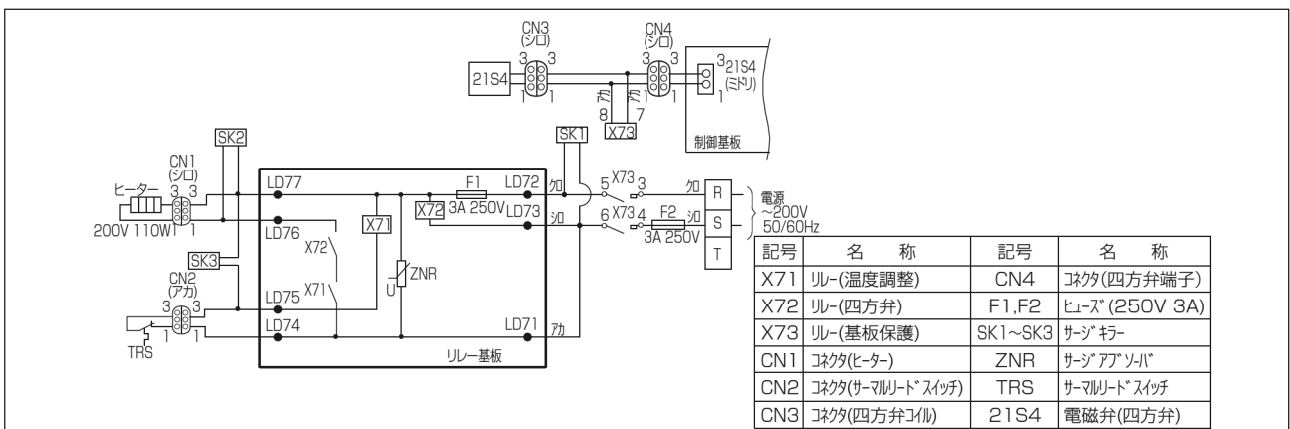 CN3
(シロ)
3 3
21S4
1 1
CN4
(シロ)
3 3
1 1
3
21S4
(ミドリ)
1
制御基板
アカ アカ
8 7
X73
SK2
CN1
(シロ)
ヒーター
3 3
200V 110W
1 1
SK3
CN2
(アカ)
3 3
1 1
TRS
LD77
LD76
X72
X71
LD75
LD74
X71
ZNR
U
X72
F1
3A 250V
LD72
LD73
LD71
リレー基板
クロ
シロ
アカ
SK1
5 X73 3
6 X73 4
クロ
F2
シロ
3A 250V
R
S
T
電源
~200V
50/60Hz
記号 名 称 記号 名 称
X71 リレー(温度調整) CN4 コネクタ(四方弁端子)
X72 リレー(四方弁) F1,F2 ヒューズ(250V 3A)
X73 リレー(基板保護) SK1~SK3 サージキラー
CN1 コネクタ(ヒーター) ZNR サージアブソーバ
CN2 コネクタ(サーマルリードスイッチ) TRS サーマルリードスイッチ
CN3 コネクタ(四方弁コイル) 21S4 電磁弁(四方弁)